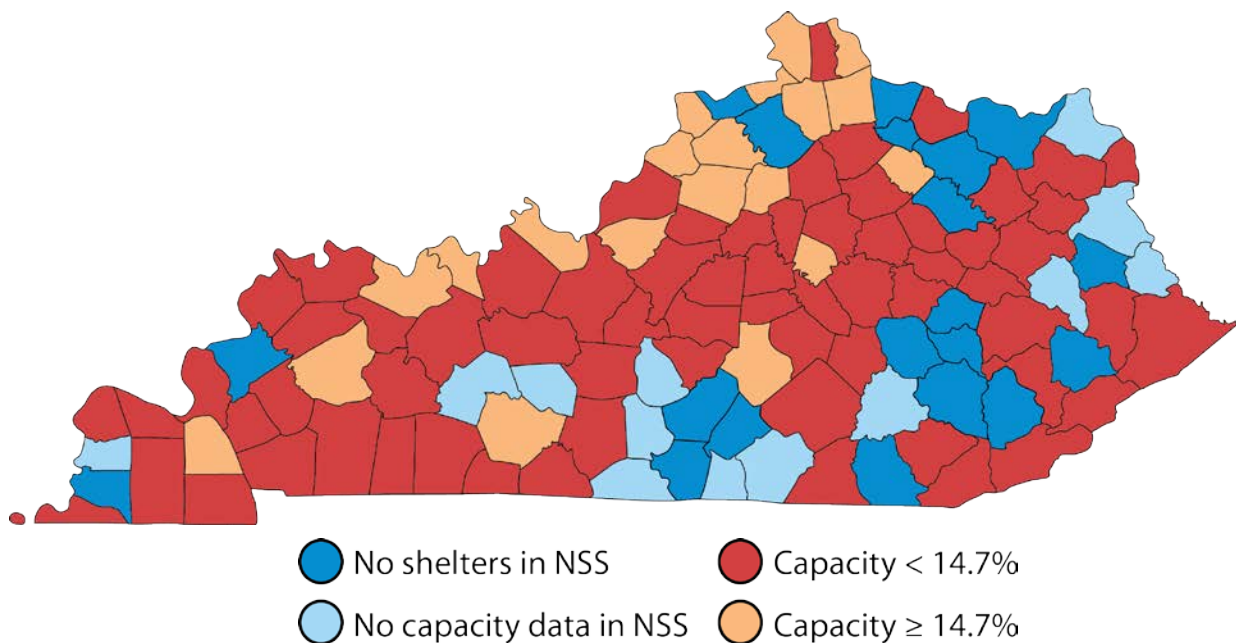 No shelters in NSS
Capacity < 14.7%
No capacity data in NSS
Capacity ≥ 14.7%